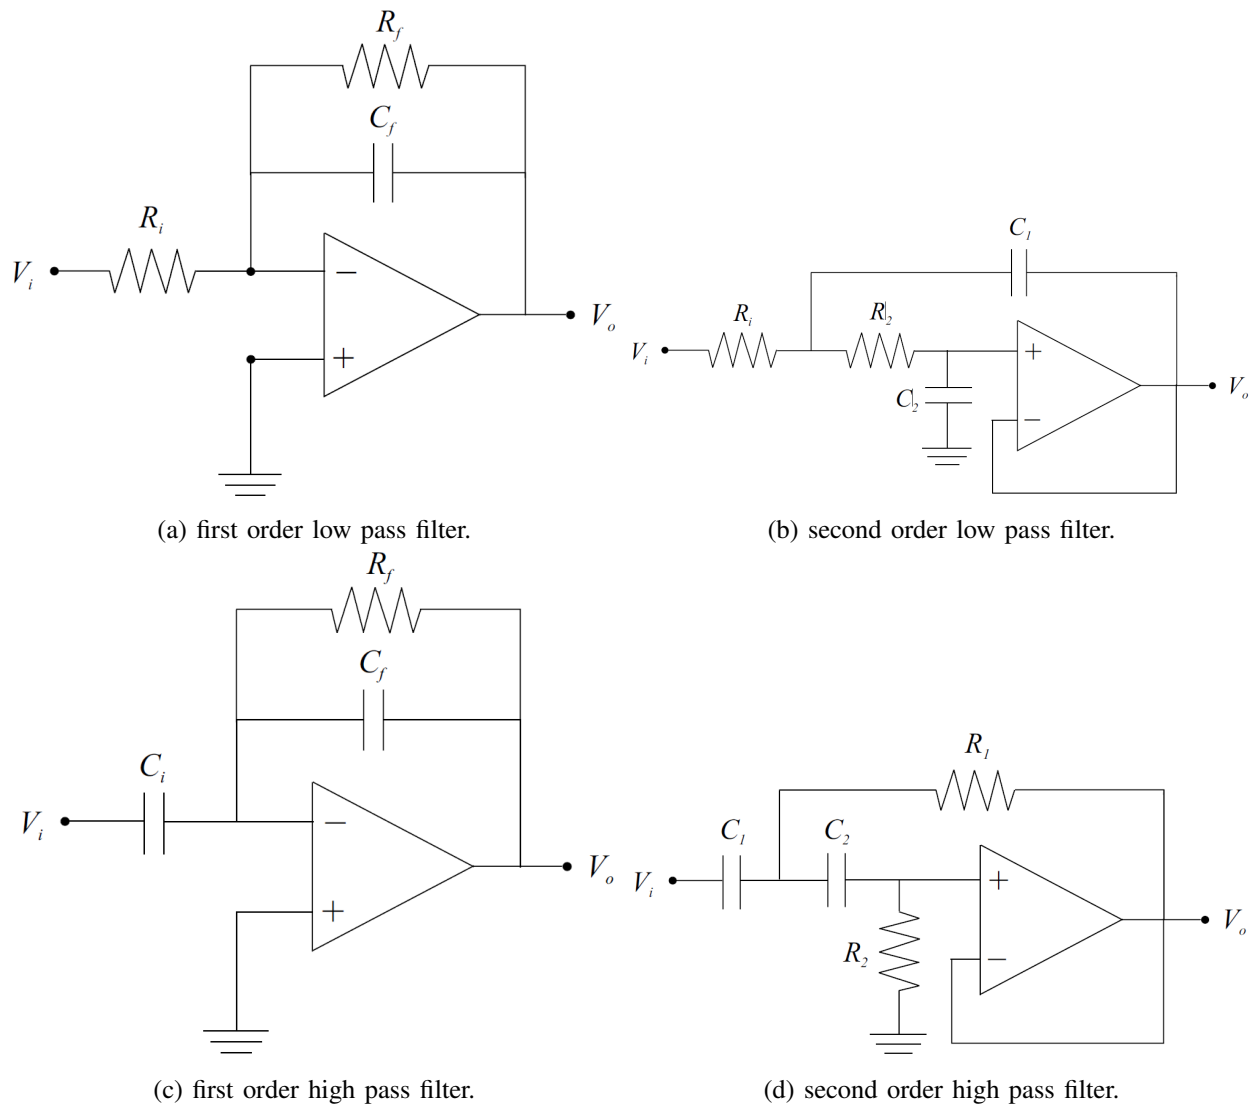 R_f
C_f
R_i
V_i
−
+
V_o
(a) first order low pass filter.
C_1
R_i
R_2
V_i
+
C_2
−
V_o
(b) second order low pass filter.
R_f
C_f
C_i
V_i
−
+
V_o
(c) first order high pass filter.
R_1
C_1
C_2
V_i
+
R_2
−
V_o
(d) second order high pass filter.